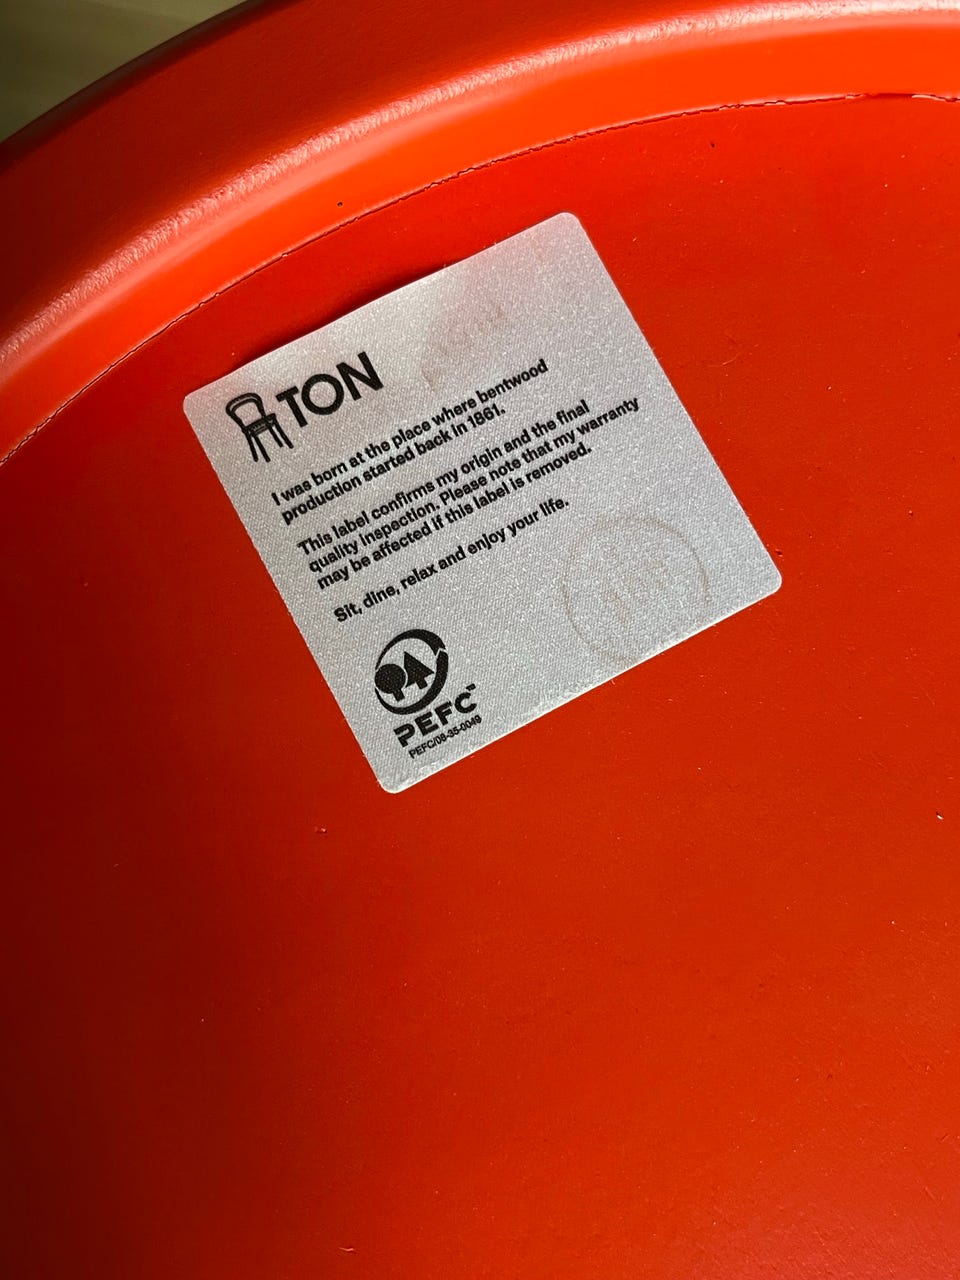 TON
I was born at the place where bentwood
production started back in 1861.
This label confirms my origin and the final
quality inspection. Please note that my warranty
may be affected if this label is removed.
Sit, dine, relax and enjoy your life.
PEFC™
PEFC/08-35-0049